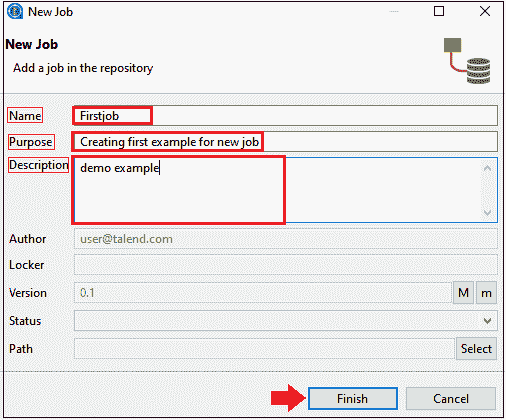 New Job
New Job
Add a job in the repository
Name Firstjob
Purpose Creating first example for new job
Description demo example
Author user@talend.com
Locker
Version 0.1 M m
Status
Path Select
Finish Cancel